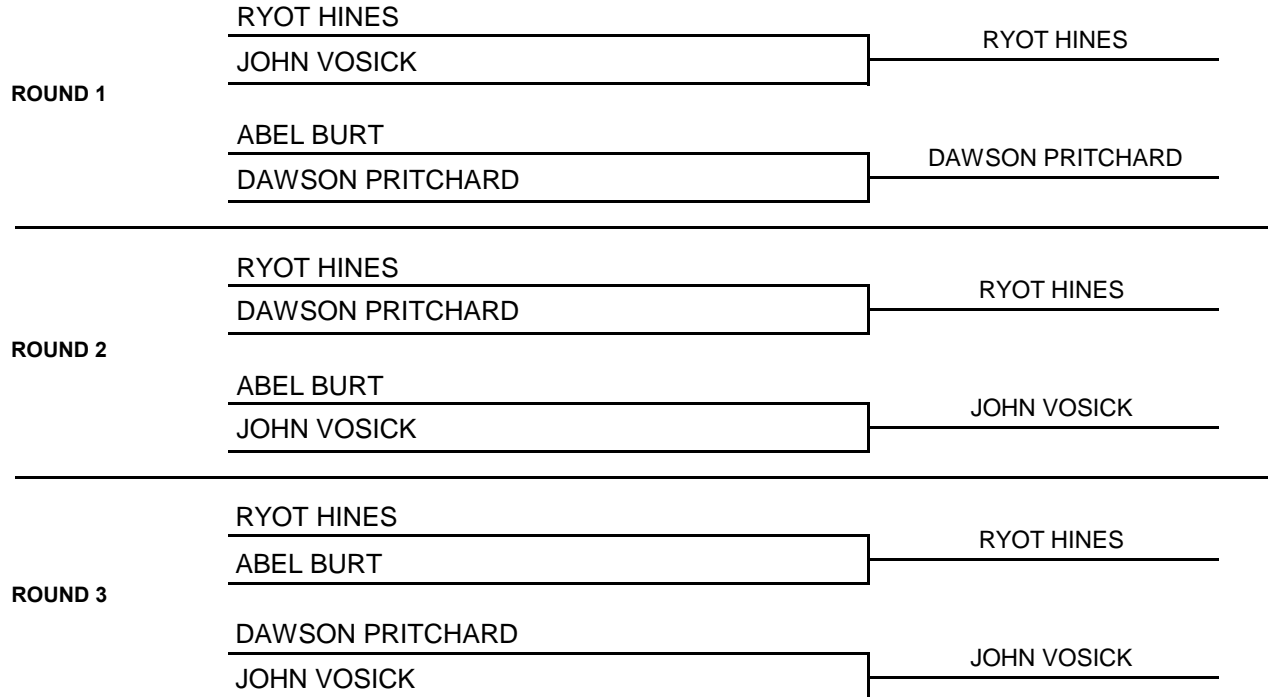 RYOT HINES
RYOT HINES
JOHN VOSICK
ROUND 1
ABEL BURT
DAWSON PRITCHARD
DAWSON PRITCHARD
RYOT HINES
RYOT HINES
DAWSON PRITCHARD
ROUND 2
ABEL BURT
JOHN VOSICK
JOHN VOSICK
RYOT HINES
RYOT HINES
ABEL BURT
ROUND 3
DAWSON PRITCHARD
JOHN VOSICK
JOHN VOSICK